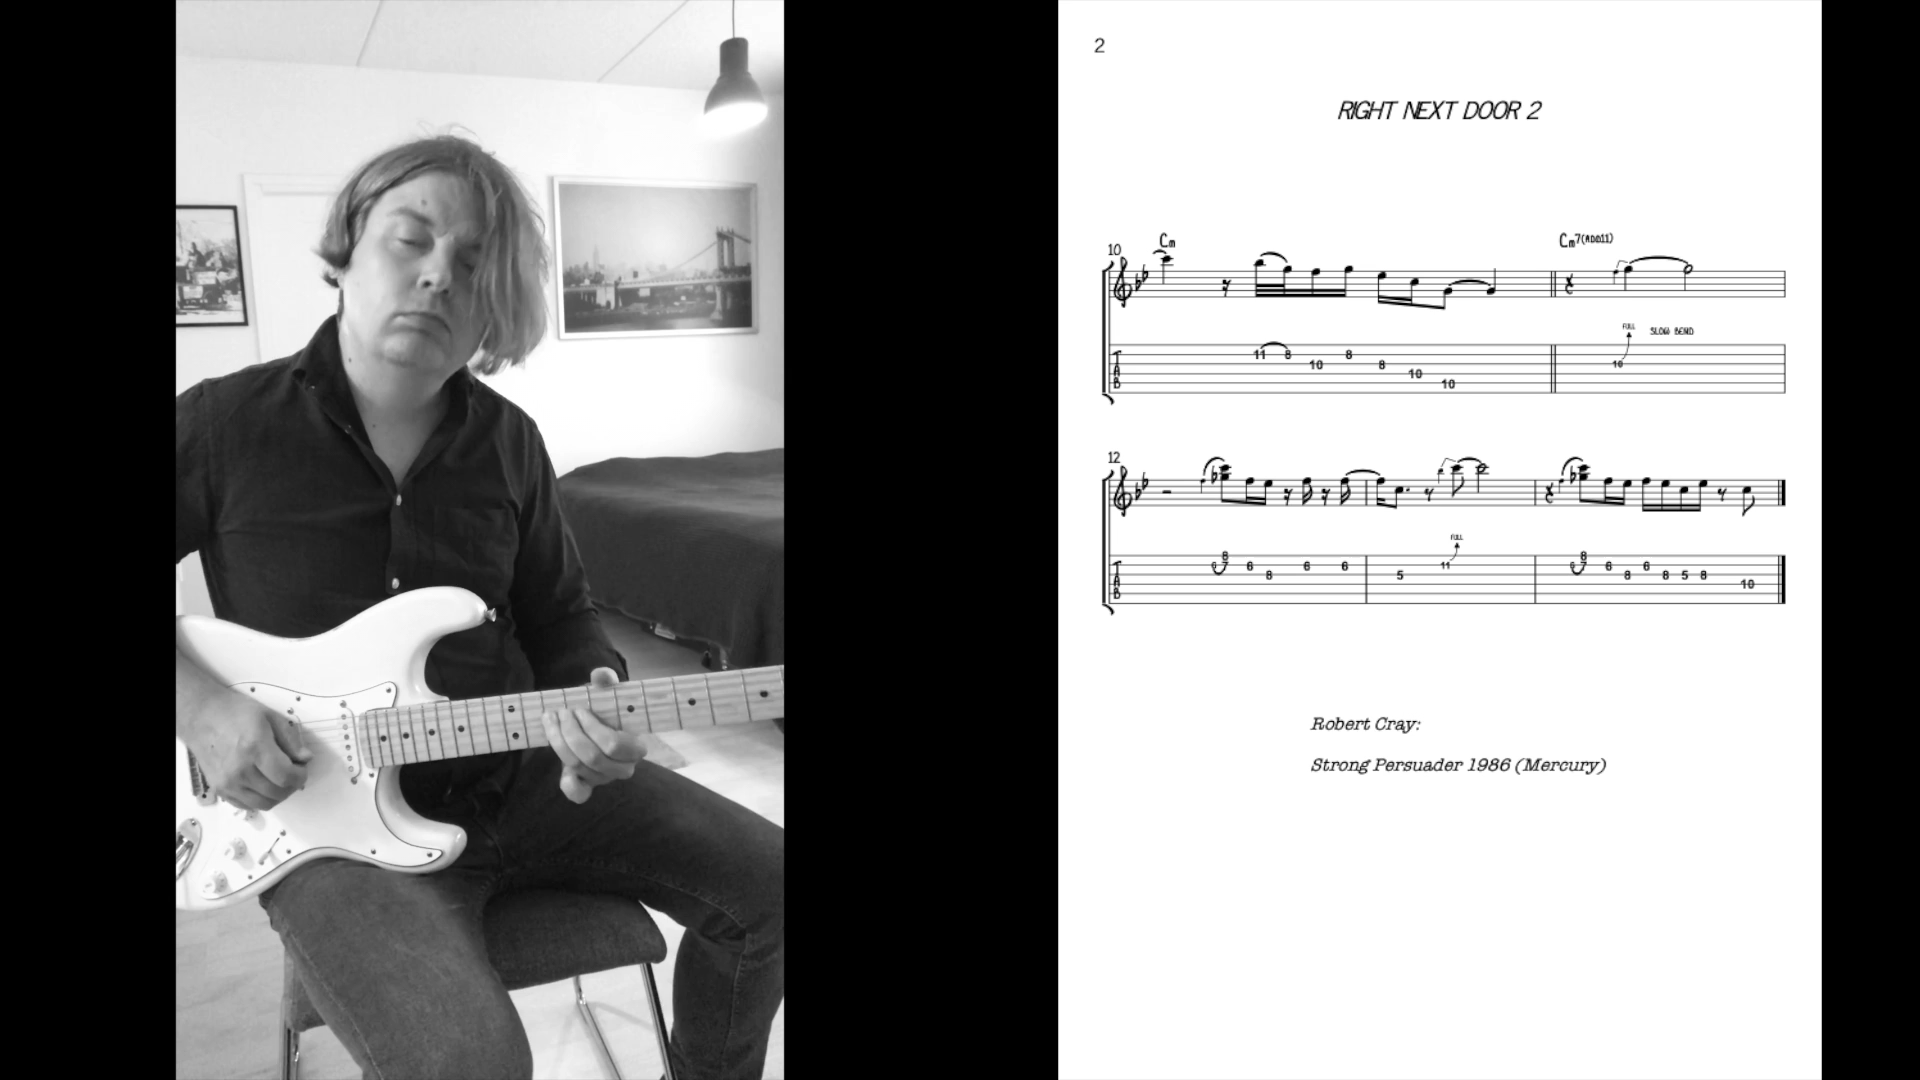 2
RIGHT NEXT DOOR 2
10
Cm
Cm7(ADD11)
FULL
SLOW BEND
11 8 10 8 8 10 10
10
12
FULL
8
7 6 8 6 6
5 11
8
7 6 8 6 8 5 8 10
Robert Cray:
Strong Persuader 1986 (Mercury)